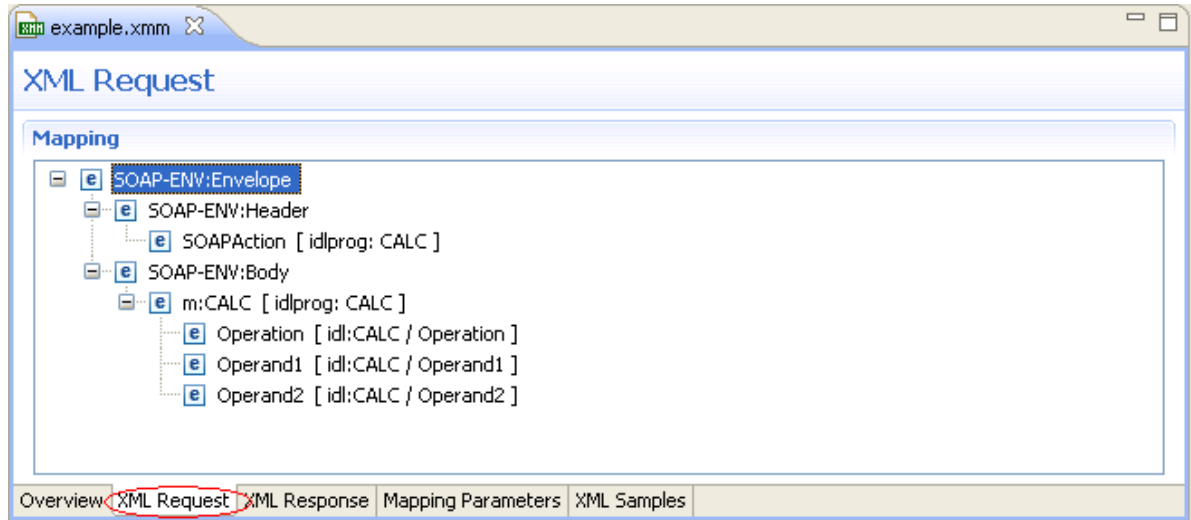 example.xmm
XML Request
Mapping
SOAP-ENV:Envelope
SOAP-ENV:Header
SOAPAction [ idlprog: CALC ]
SOAP-ENV:Body
m:CALC [ idlprog: CALC ]
Operation [ idl:CALC / Operation ]
Operand1 [ idl:CALC / Operand1 ]
Operand2 [ idl:CALC / Operand2 ]
Overview XML Request XML Response Mapping Parameters XML Samples